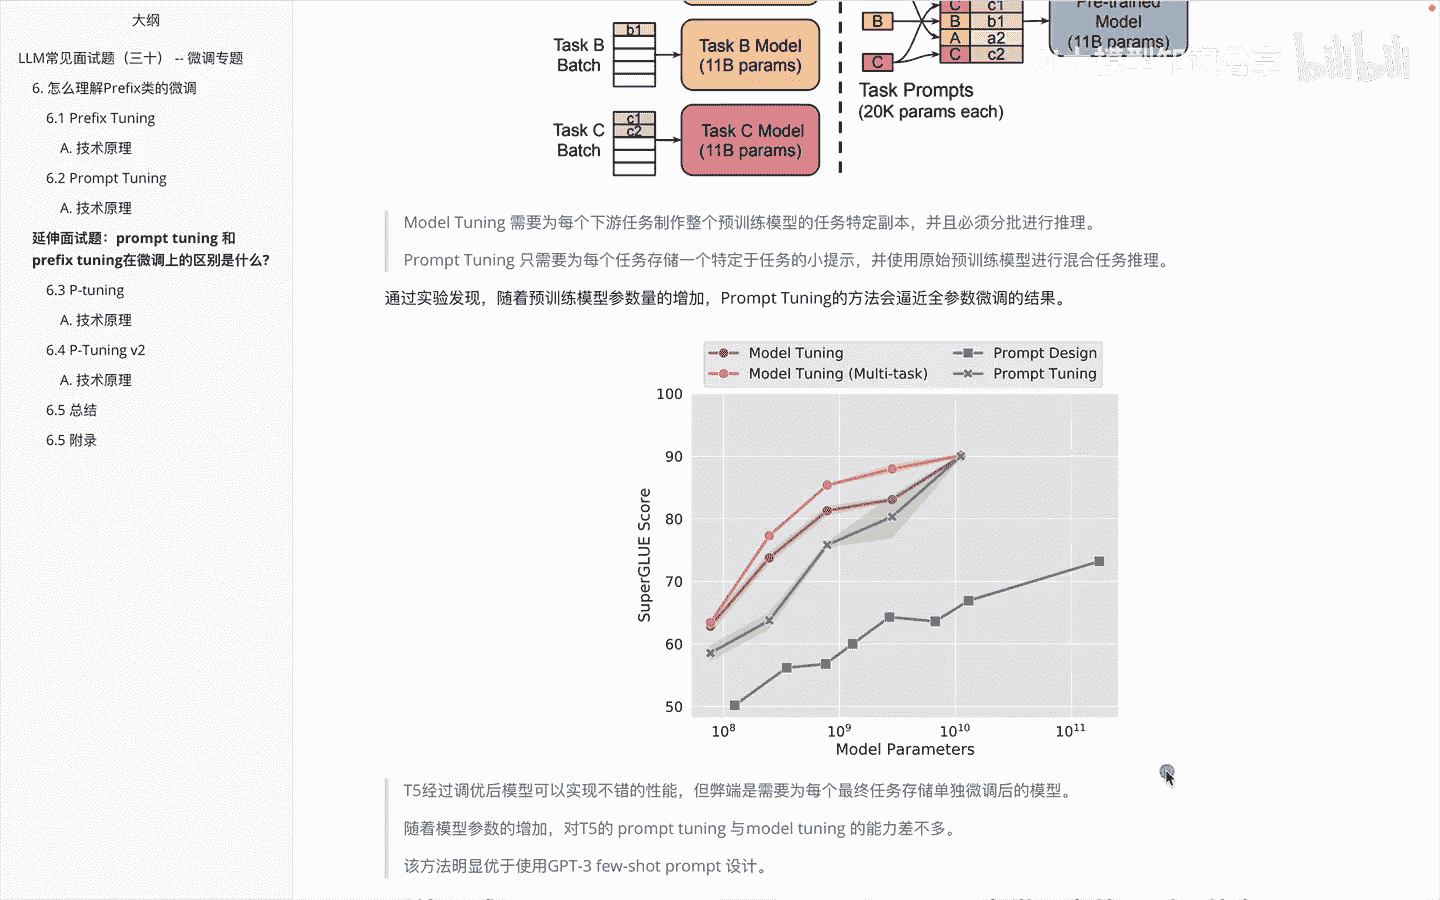 大纲
LLM常见面试题（三十） -- 微调专题
6. 怎么理解Prefix类的微调
6.1 Prefix Tuning
A. 技术原理
6.2 Prompt Tuning
A. 技术原理
延伸面试题：prompt tuning 和
prefix tuning在微调上的区别是什么？
6.3 P-tuning
A. 技术原理
6.4 P-Tuning v2
A. 技术原理
6.5 总结
6.5 附录
b1
Task B
Batch
Task B Model
(11B params)
c1
c2
Task C
Batch
Task C Model
(11B params)
B
C
C c1
B b1
A a2
C c2
Pre-trained
Model
(11B params)
Task Prompts
(20K params each)
bilibili
Model Tuning 需要为每个下游任务制作整个预训练模型的任务特定副本，并且必须分批进行推理。
Prompt Tuning 只需要为每个任务存储一个特定于任务的小提示，并使用原始预训练模型进行混合任务推理。
通过实验发现，随着预训练模型参数量的增加，Prompt Tuning的方法会逼近全参数微调的结果。
Model Tuning
Model Tuning (Multi-task)
Prompt Design
Prompt Tuning
100
90
80
70
60
50
SuperGLUE Score
10⁸ 10⁹ 10¹⁰ 10¹¹
Model Parameters
T5经过调优后模型可以实现不错的性能，但弊端是需要为每个最终任务存储单独微调后的模型。
随着模型参数的增加，对T5的 prompt tuning 与model tuning 的能力差不多。
该方法明显优于使用GPT-3 few-shot prompt 设计。